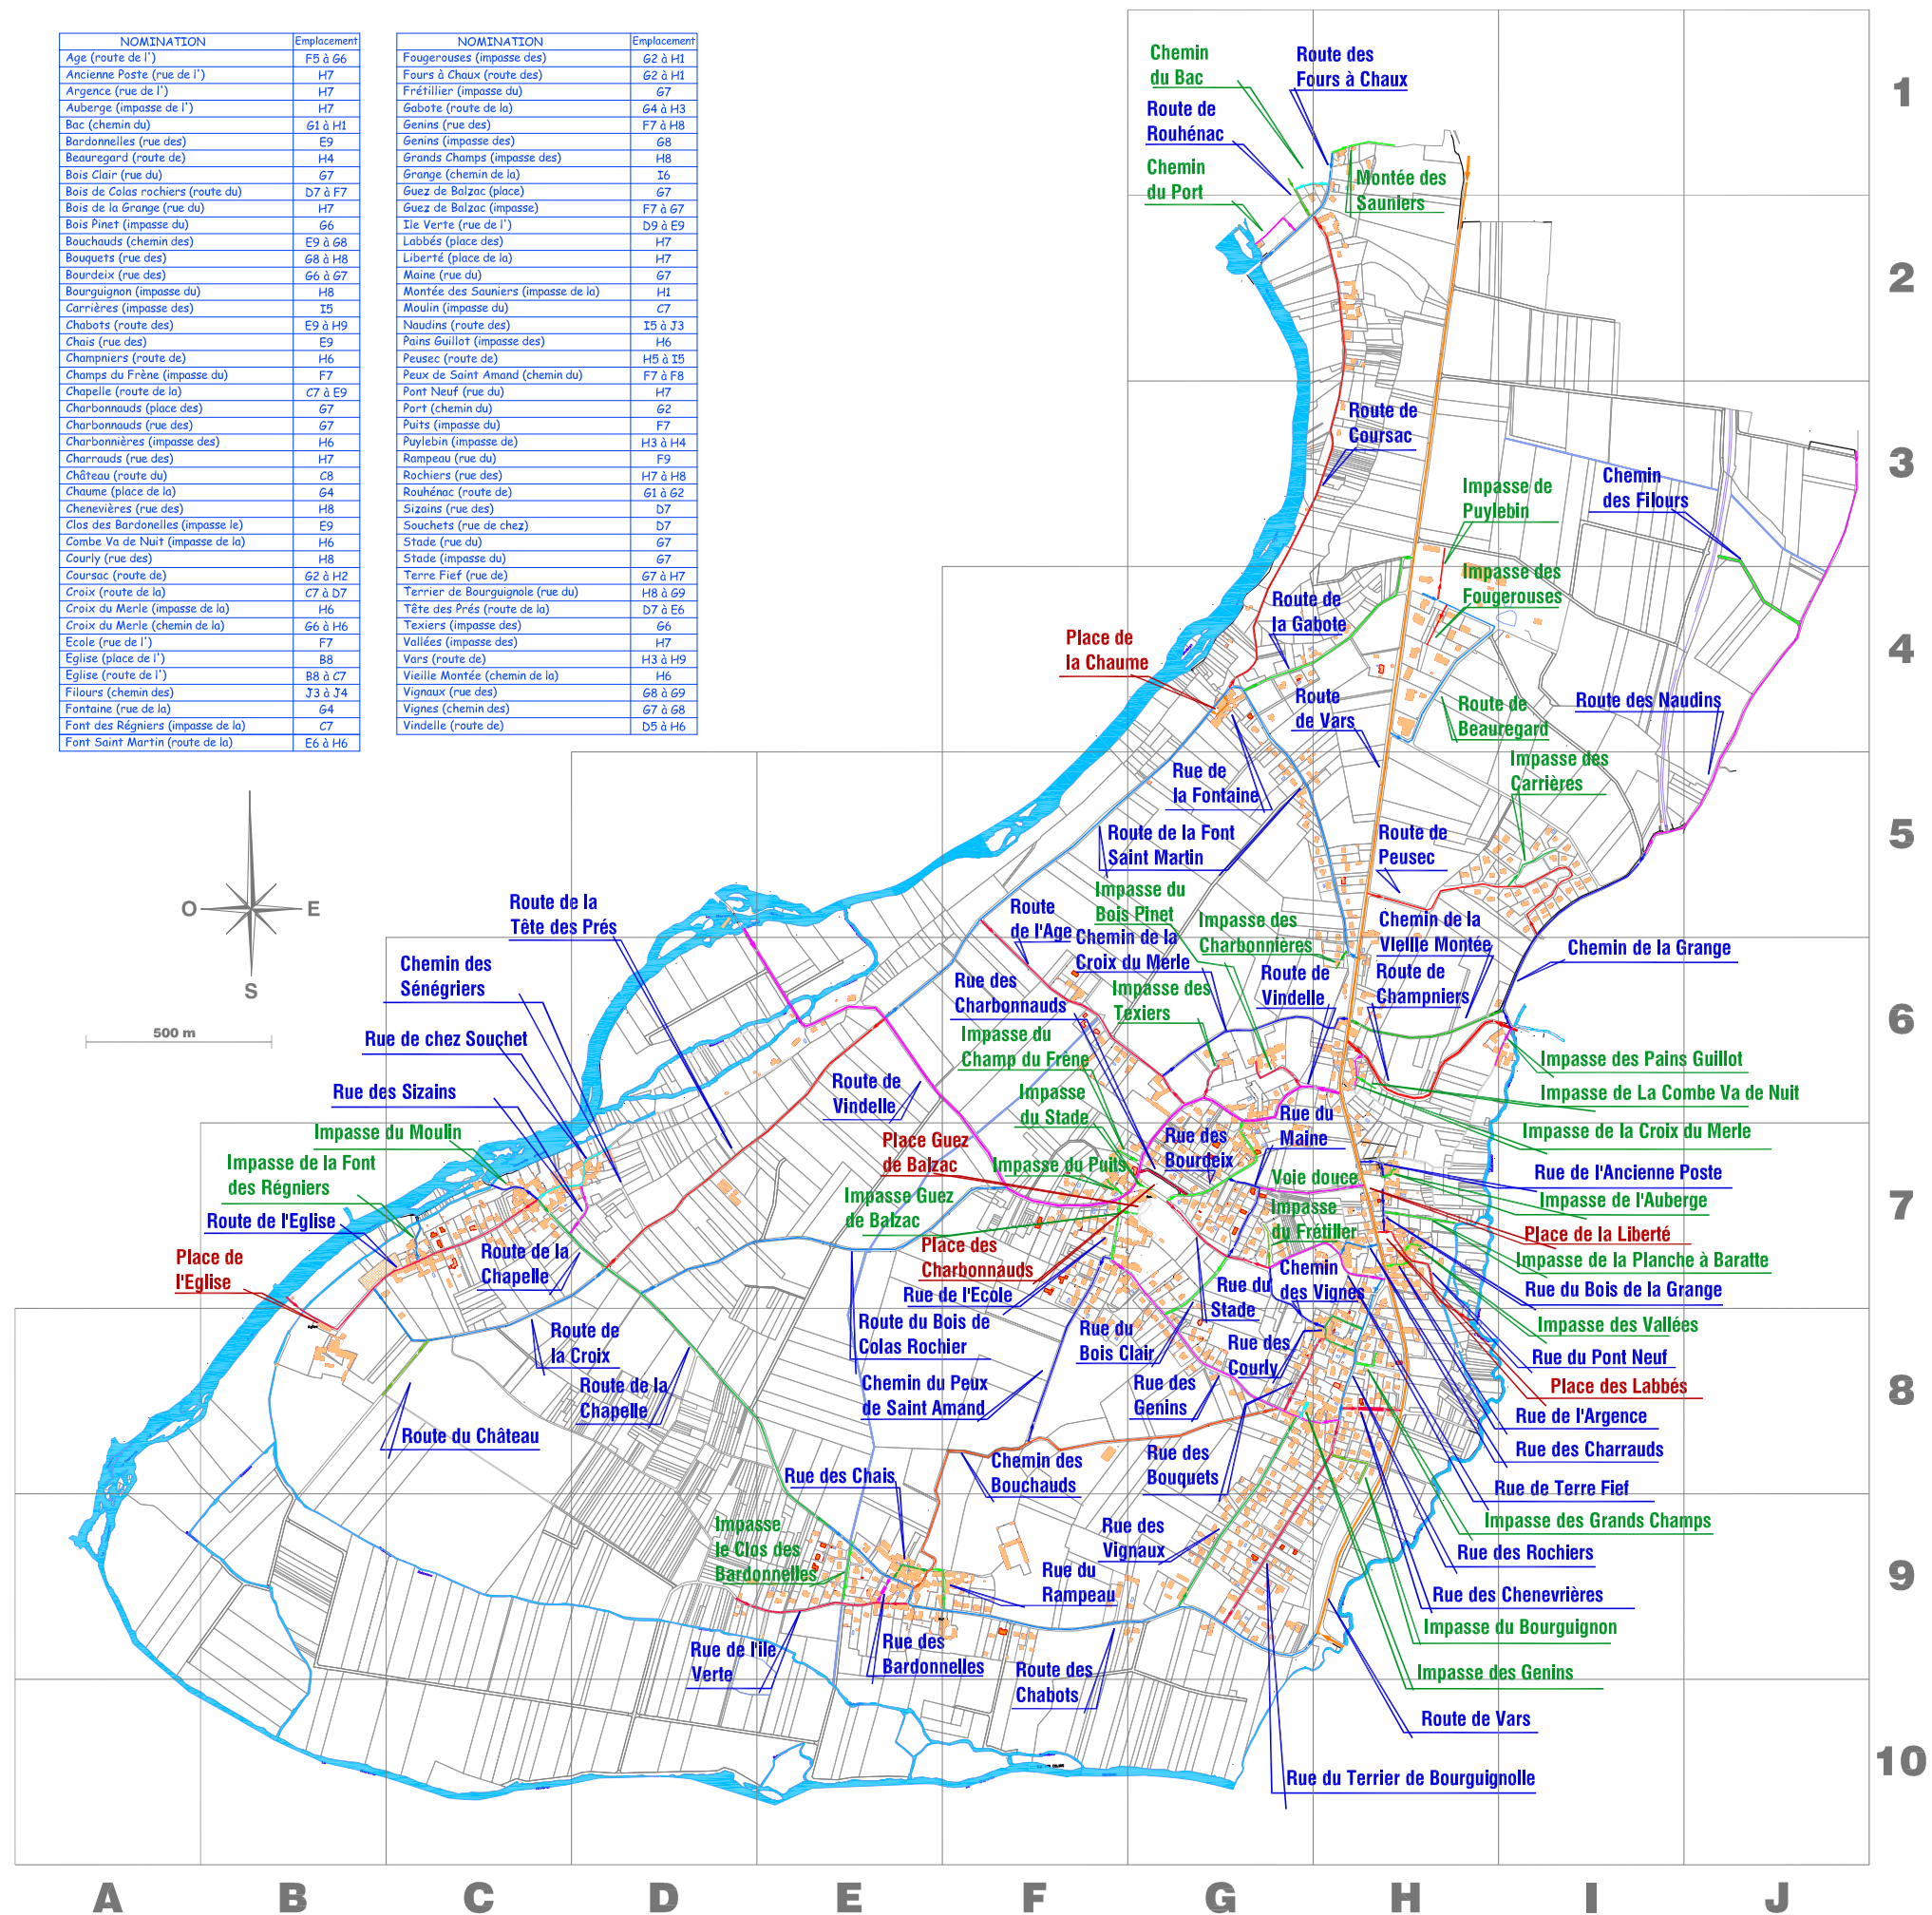 NOMINATION Emplacement
Age (route de l') F5 à G6
Ancienne Poste (rue de l') H7
Argence (rue de l') H7
Auberge (impasse de l') H7
Bac (chemin du) G1 à H1
Bardonnelles (rue des) E9
Beauregard (route de) H4
Bois Clair (rue du) G7
Bois de Colas rochiers (route du) D7 à F7
Bois de la Grange (rue du) H7
Bois Pinet (impasse du) G6
Bouchauds (chemin des) E9 à G8
Bouquets (rue des) G8 à H8
Bourdeix (rue des) G6 à G7
Bourguignon (impasse du) H8
Carrières (impasse des) I5
Chabots (route des) E9 à H9
Chais (rue des) E9
Champniers (route de) H6
Champs du Frène (impasse du) F7
Chapelle (route de la) C7 à E9
Charbonnauds (place des) G7
Charbonnauds (rue des) G7
Charbonnières (impasse des) H6
Charrauds (rue des) H7
Château (route du) C8
Chaume (place de la) G4
Chenevières (rue des) H8
Clos des Bardonelles (impasse le) E9
Combe Va de Nuit (impasse de la) H6
Courly (rue des) H8
Coursac (route de) G2 à H2
Croix (route de la) C7 à D7
Croix du Merle (impasse de la) H6
Croix du Merle (chemin de la) G6 à H6
Ecole (rue de l') F7
Eglise (place de l') B8
Eglise (route de l') B8 à C7
Filours (chemin des) J3 à J4
Fontaine (rue de la) G4
Font des Régniers (impasse de la) C7
Font Saint Martin (route de la) E6 à H6
NOMINATION Emplacement
Fougerouses (impasse des) G2 à H1
Fours à Chaux (route des) G2 à H1
Frétillier (impasse du) G7
Gabote (route de la) G4 à H3
Genins (rue des) F7 à H8
Genins (impasse des) G8
Grands Champs (impasse des) H8
Grange (chemin de la) I6
Guez de Balzac (place) G7
Guez de Balzac (impasse) F7 à G7
Ile Verte (rue de l') D9 à E9
Labbés (place des) H7
Liberté (place de la) H7
Maine (rue du) G7
Montée des Sauniers (impasse de la) H1
Moulin (impasse du) C7
Naudins (route des) I5 à J3
Pains Guillot (impasse des) H6
Peusec (route de) H5 à I5
Peux de Saint Amand (chemin du) F7 à F8
Pont Neuf (rue du) H7
Port (chemin du) G2
Puits (impasse du) F7
Puylebin (impasse de) H3 à H4
Rampeau (rue du) F9
Rochiers (rue des) H7 à H8
Rouhénac (route de) G1 à G2
Sizains (rue des) D7
Souchets (rue de chez) D7
Stade (rue du) G7
Stade (impasse du) G7
Terre Fief (rue de) G7 à H7
Terrier de Bourguignole (rue du) H8 à G9
Tête des Prés (route de la) D7 à E6
Texiers (impasse des) G6
Vallées (impasse des) H7
Vars (route de) H3 à H9
Vieille Montée (chemin de la) H6
Vignaux (rue des) G8 à G9
Vignes (chemin des) G7 à G8
Vindelle (route de) D5 à H6
Chemin
du Bac
Route des
Fours à Chaux
Route de
Rouhénac
Chemin
du Port
Montée des
Sauniers
Route de
Coursac
Impasse de
Puylebin
Chemin
des Filours
Impasse des
Fougerouses
Route de
la Gabote
Place de
la Chaume
Route
de Vars
Route de
Beauregard
Route des Naudins
Rue de
la Fontaine
Impasse des
Carrières
Route de la Font
Saint Martin
Route de
Peusec
O
E
S
500 m
Route de la
Tête des Prés
Impasse du
Bois Pinet
Route
de l'Age
Impasse des
Charbonnières
Chemin de la
Vieille Montée
Chemin de la Grange
Chemin de la
Croix du Merle
Chemin des
Sénégriers
Rue des
Charbonnauds
Impasse des
Texiers
Route de
Vindelle
Route de
Champniers
Rue de chez Souchet
Impasse du
Champ du Frene
Impasse des Pains Guillot
Rue des Sizains
Route de
Vindelle
Impasse
du Stade
Impasse de La Combe Va de Nuit
Rue du
Maine
Impasse du Moulin
Place Guez
de Balzac
Rue des
Bourdeix
Impasse de la Croix du Merle
Impasse de la Font
des Régniers
Impasse du Puits
Voie douce
Rue de l'Ancienne Poste
Impasse Guez
de Balzac
Impasse
du Frétiller
Impasse de l'Auberge
Route de l'Eglise
Place de la Liberté
Place de
l'Eglise
Route de la
Chapelle
Place des
Charbonnauds
Impasse de la Planche à Baratte
Rue de l'Ecole
Rue du
Stade
Chemin
des Vignes
Rue du Bois de la Grange
Route de
la Croix
Route du Bois de
Colas Rochier
Rue du
Bois Clair
Rue des
Courly
Impasse des Vallées
Rue du Pont Neuf
Route de la
Chapelle
Chemin du Peux
de Saint Amand
Rue des
Genins
Place des Labbés
Rue de l'Argence
Route du Château
Rue des Charrauds
Rue des Chais
Chemin des
Bouchauds
Rue des
Bouquets
Rue de Terre Fief
Impasse
le Clos des
Bardonnelles
Rue des
Vignaux
Impasse des Grands Champs
Rue des Rochiers
Rue du
Rampeau
Rue des Chenevrières
Rue de l'Ile
Verte
Rue des
Bardonnelles
Impasse du Bourguignon
Route des
Chabots
Impasse des Genins
Route de Vars
Rue du Terrier de Bourguignolle
1
2
3
4
5
6
7
8
9
10
A B C D E F G H I J